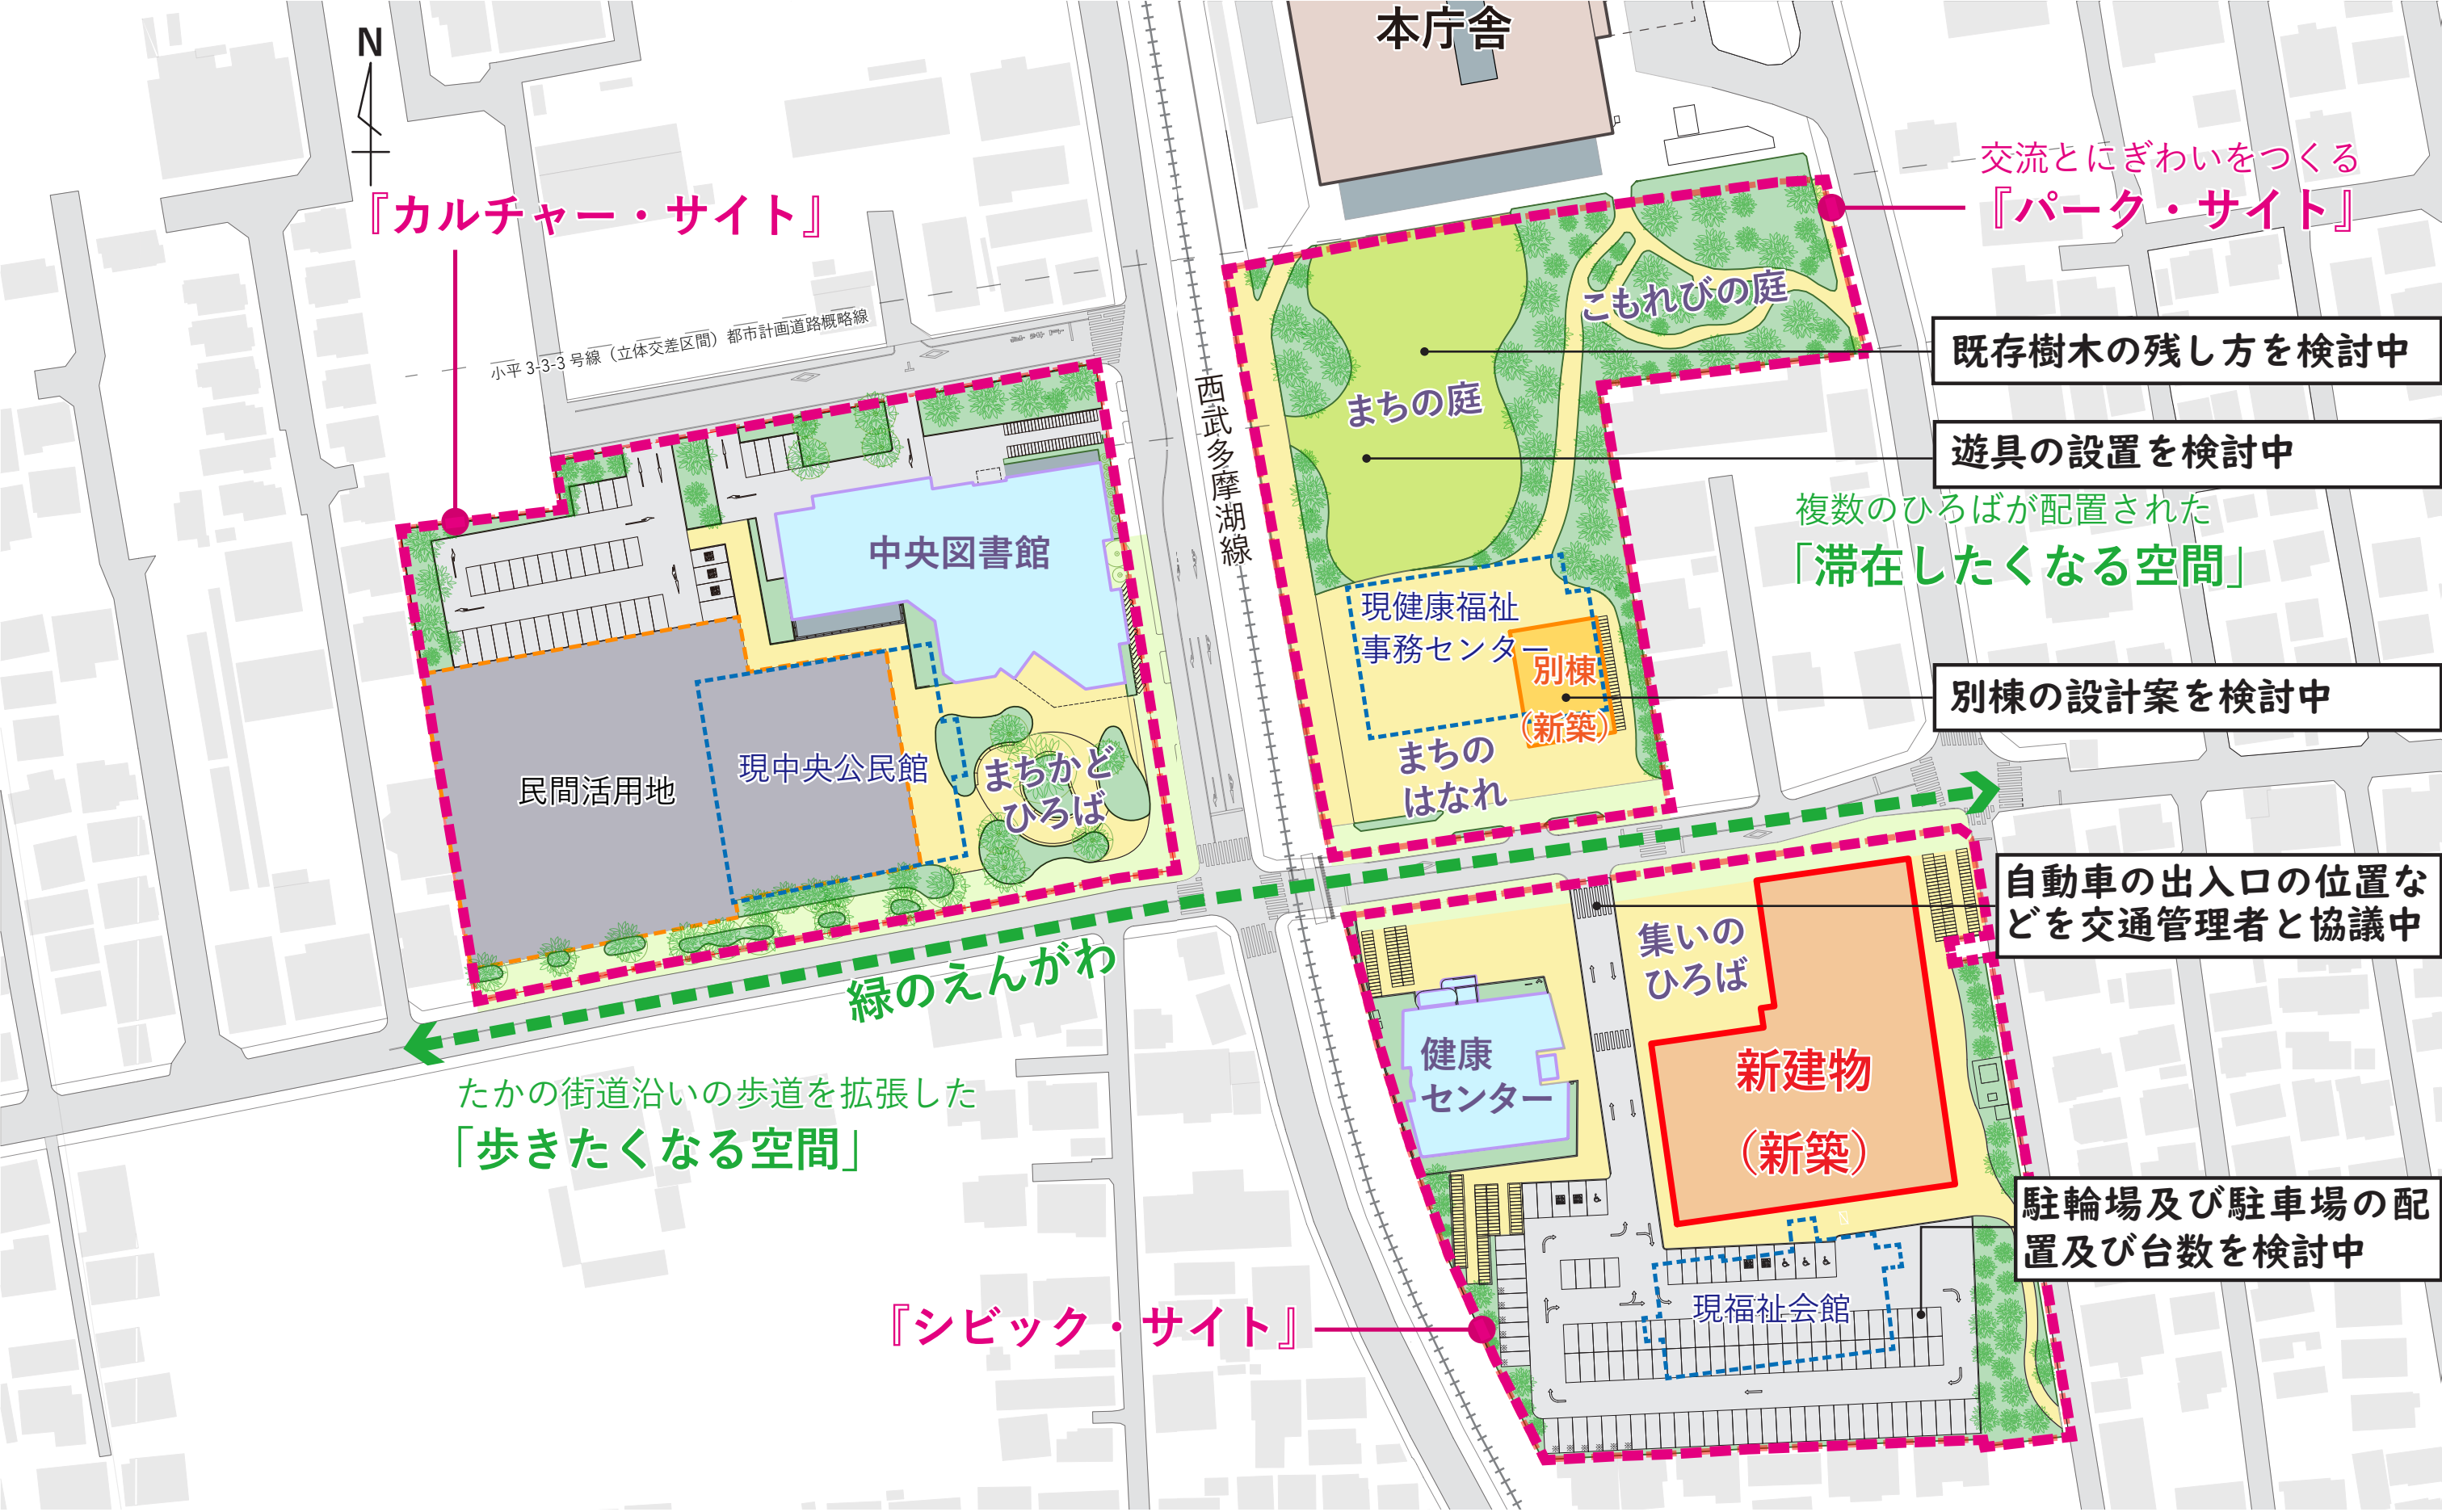 本庁舎
N
交流とにぎわいをつくる
『パーク・サイト』
『カルチャー・サイト』
こもれびの庭
小平 3-3-3 号線（立体交差区間）都市計画道路概略線
既存樹木の残し方を検討中
西武多摩湖線
まちの庭
遊具の設置を検討中
複数のひろばが配置された
「滞在したくなる空間」
中央図書館
現健康福祉
事務センター
別棟
（新築）
別棟の設計案を検討中
まちの
はなれ
民間活用地
現中央公民館
まちかど
ひろば
自動車の出入口の位置な
どを交通管理者と協議中
緑のえんがわ
集いの
ひろば
健康
センター
新建物
（新築）
たかの街道沿いの歩道を拡張した
「歩きたくなる空間」
駐輪場及び駐車場の配
置及び台数を検討中
『シビック・サイト』
現福祉会館